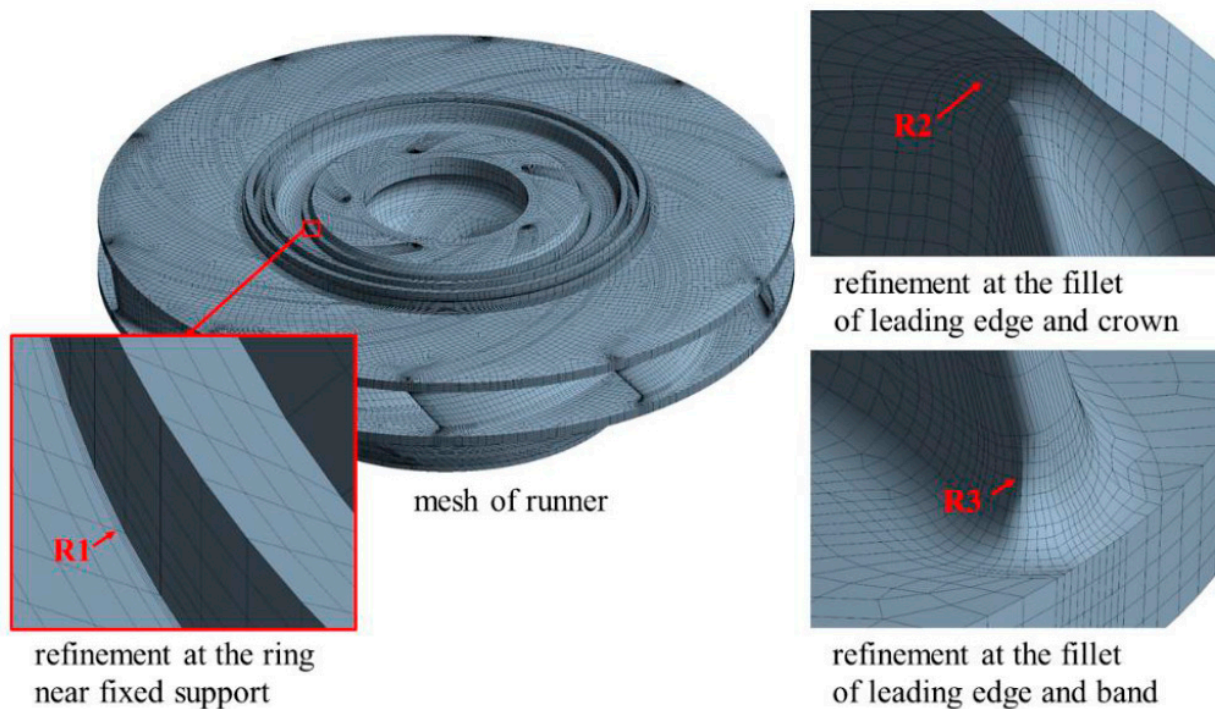 R2
refinement at the fillet
of leading edge and crown
mesh of runner
R1
R3
refinement at the ring
near fixed support
refinement at the fillet
of leading edge and band